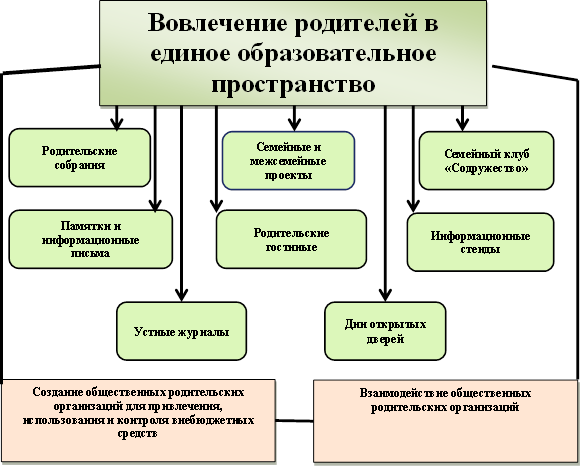 Вовлечение родителей в
единое образовательное
пространство
Родительские
собрания
Семейные и
межсемейные
проекты
Семейный клуб
«Содружество»
Памятки и
информационные
письма
Родительские
гостиные
Информационные
стенды
Устные журналы
Дни открытых
дверей
Создание общественных родительских
организаций для привлечения,
использования и контроля внебюджетных
средств
Взаимодействие общественных
родительских организаций